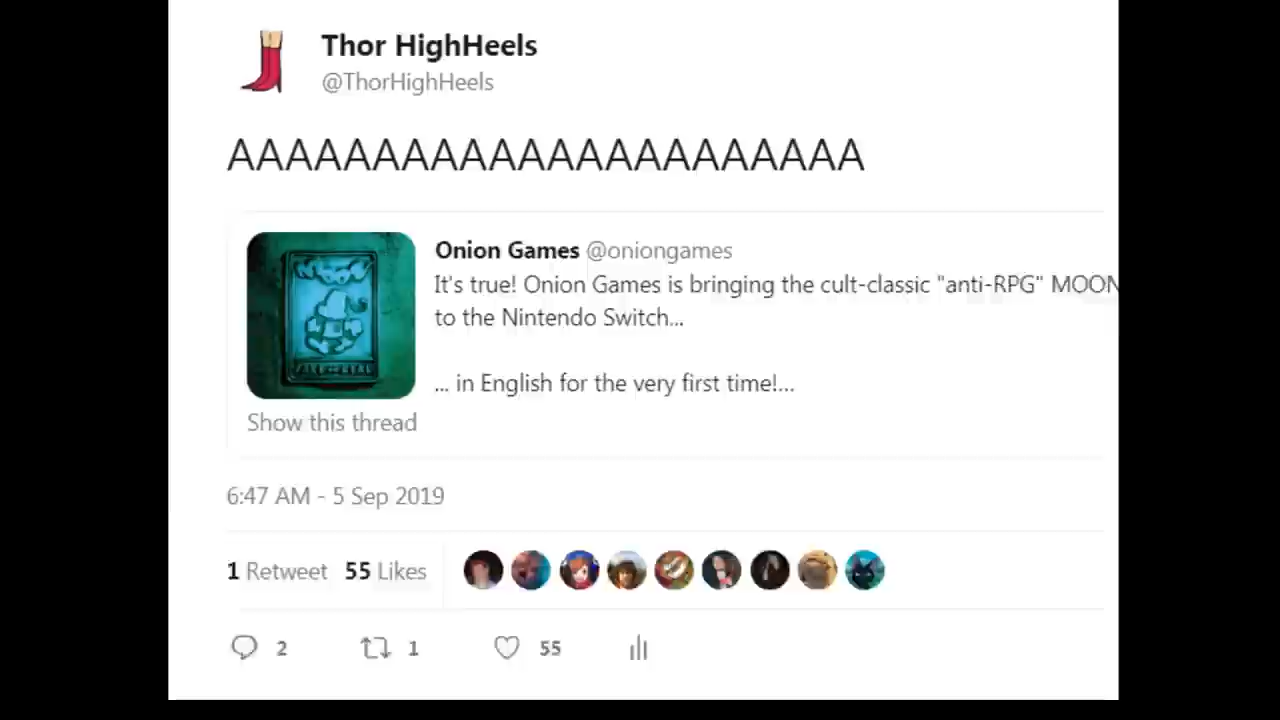 Thor HighHeels
@ThorHighHeels
AAAAAAAAAAAAAAAAAAAAAA
Onion Games @oniongames
It's true! Onion Games is bringing the cult-classic "anti-RPG" MOON
to the Nintendo Switch...
... in English for the very first time!...
Show this thread
6:47 AM - 5 Sep 2019
1 Retweet 55 Likes
2 1 55